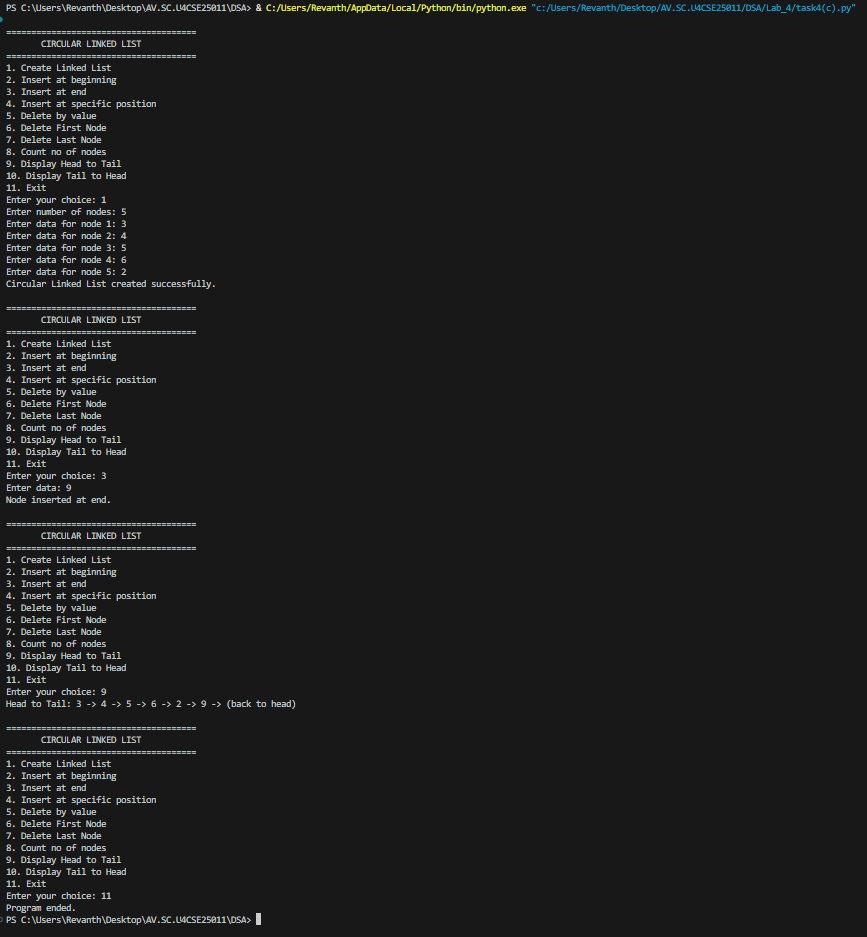 PS C:\Users\Revanth\Desktop\AV.SC.U4CSE25011\DSA> & C:/Users/Revanth/AppData/Local/Python/bin/python.exe "c:/Users/Revanth/Desktop/AV.SC.U4CSE25011/DSA/Lab_4/task4(c).py"
======================================
CIRCULAR LINKED LIST
======================================
1. Create Linked List
2. Insert at beginning
3. Insert at end
4. Insert at specific position
5. Delete by value
6. Delete First Node
7. Delete Last Node
8. Count no of nodes
9. Display Head to Tail
10. Display Tail to Head
11. Exit
Enter your choice: 1
Enter number of nodes: 5
Enter data for node 1: 3
Enter data for node 2: 4
Enter data for node 3: 5
Enter data for node 4: 6
Enter data for node 5: 2
Circular Linked List created successfully.
======================================
CIRCULAR LINKED LIST
======================================
1. Create Linked List
2. Insert at beginning
3. Insert at end
4. Insert at specific position
5. Delete by value
6. Delete First Node
7. Delete Last Node
8. Count no of nodes
9. Display Head to Tail
10. Display Tail to Head
11. Exit
Enter your choice: 3
Enter data: 9
Node inserted at end.
======================================
CIRCULAR LINKED LIST
======================================
1. Create Linked List
2. Insert at beginning
3. Insert at end
4. Insert at specific position
5. Delete by value
6. Delete First Node
7. Delete Last Node
8. Count no of nodes
9. Display Head to Tail
10. Display Tail to Head
11. Exit
Enter your choice: 9
Head to Tail: 3 -> 4 -> 5 -> 6 -> 2 -> 9 -> (back to head)
======================================
CIRCULAR LINKED LIST
======================================
1. Create Linked List
2. Insert at beginning
3. Insert at end
4. Insert at specific position
5. Delete by value
6. Delete First Node
7. Delete Last Node
8. Count no of nodes
9. Display Head to Tail
10. Display Tail to Head
11. Exit
Enter your choice: 11
Program ended.
PS C:\Users\Revanth\Desktop\AV.SC.U4CSE25011\DSA>